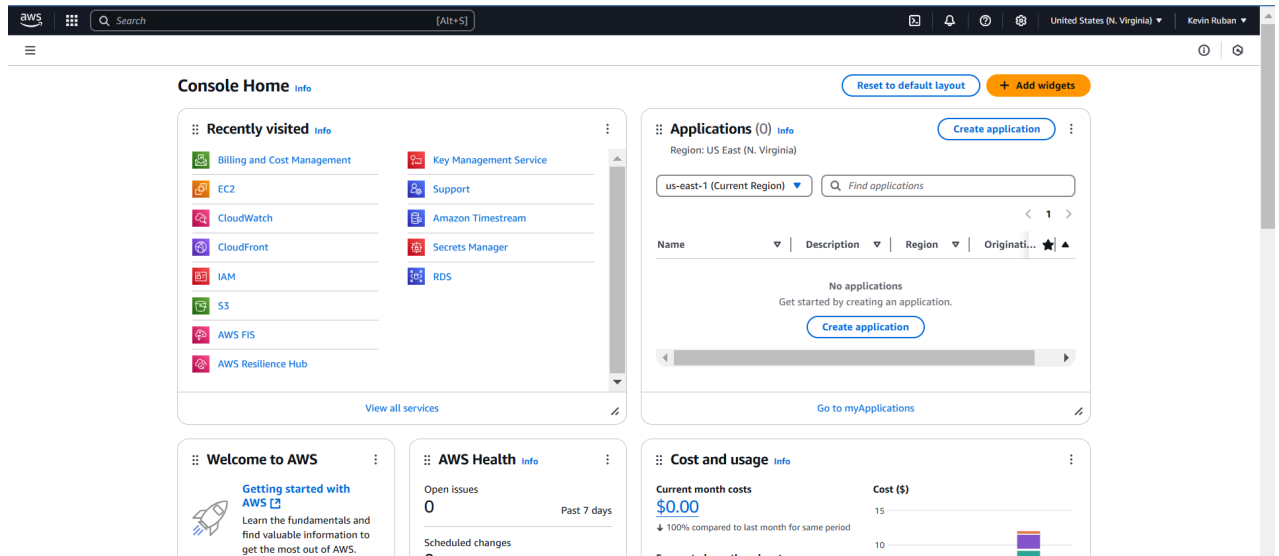 aws
Search [Alt+S]
United States (N. Virginia) ▼ Kevin Ruban ▼
Console Home Info
Reset to default layout
+ Add widgets
Recently visited Info
Billing and Cost Management
EC2
CloudWatch
CloudFront
IAM
S3
AWS FIS
AWS Resilience Hub
Key Management Service
Support
Amazon Timestream
Secrets Manager
RDS
View all services
Applications (0) Info
Create application
Region: US East (N. Virginia)
us-east-1 (Current Region) ▼
Find applications
1
Name Description Region Originati...
No applications
Get started by creating an application.
Create application
Go to myApplications
Welcome to AWS
Getting started with
AWS
Learn the fundamentals and
find valuable information to
get the most out of AWS.
AWS Health Info
Open issues
0 Past 7 days
Scheduled changes
Cost and usage Info
Current month costs
$0.00
↓ 100% compared to last month for same period
Cost ($)
15
10